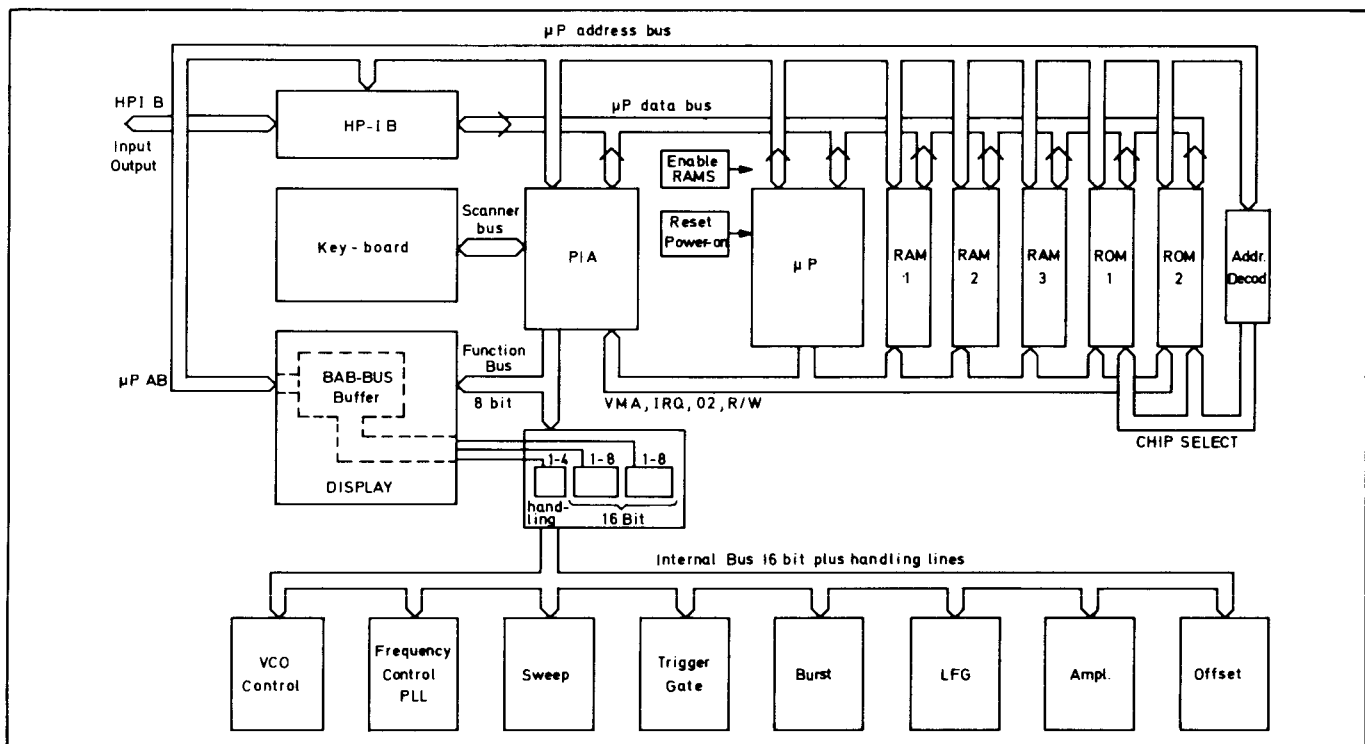 µP address bus
HPI B
Input
Output
HP-I B
µP data bus
Enable
RAMS
Reset
Power-on
Key-board
Scanner
bus
PIA
µP
RAM
1
RAM
2
RAM
3
ROM
1
ROM
2
Addr.
Decod.
µP AB
BAB-BUS
Buffer
DISPLAY
Function
Bus
8 bit
VMA, IRQ, 02, R/W
CHIP SELECT
1-4 1-8 1-8
hand-
ling
16 Bit
Internal Bus 16 bit plus handling lines
VCO
Control
Frequency
Control
PLL
Sweep
Trigger
Gate
Burst
LFG
Ampl.
Offset